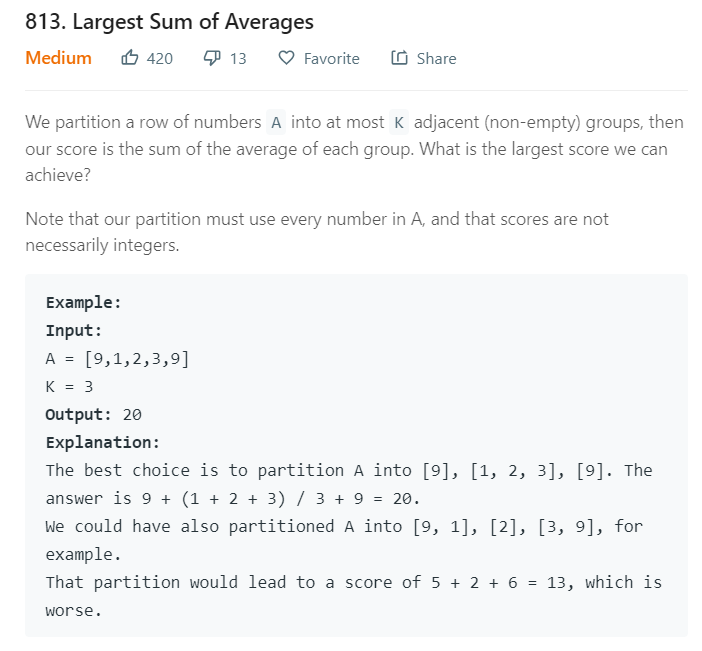 813. Largest Sum of Averages
Medium 420 13 Favorite Share
We partition a row of numbers A into at most K adjacent (non-empty) groups, then
our score is the sum of the average of each group. What is the largest score we can
achieve?
Note that our partition must use every number in A, and that scores are not
necessarily integers.
Example:
Input:
A = [9,1,2,3,9]
K = 3
Output: 20
Explanation:
The best choice is to partition A into [9], [1, 2, 3], [9]. The
answer is 9 + (1 + 2 + 3) / 3 + 9 = 20.
We could have also partitioned A into [9, 1], [2], [3, 9], for
example.
That partition would lead to a score of 5 + 2 + 6 = 13, which is
worse.